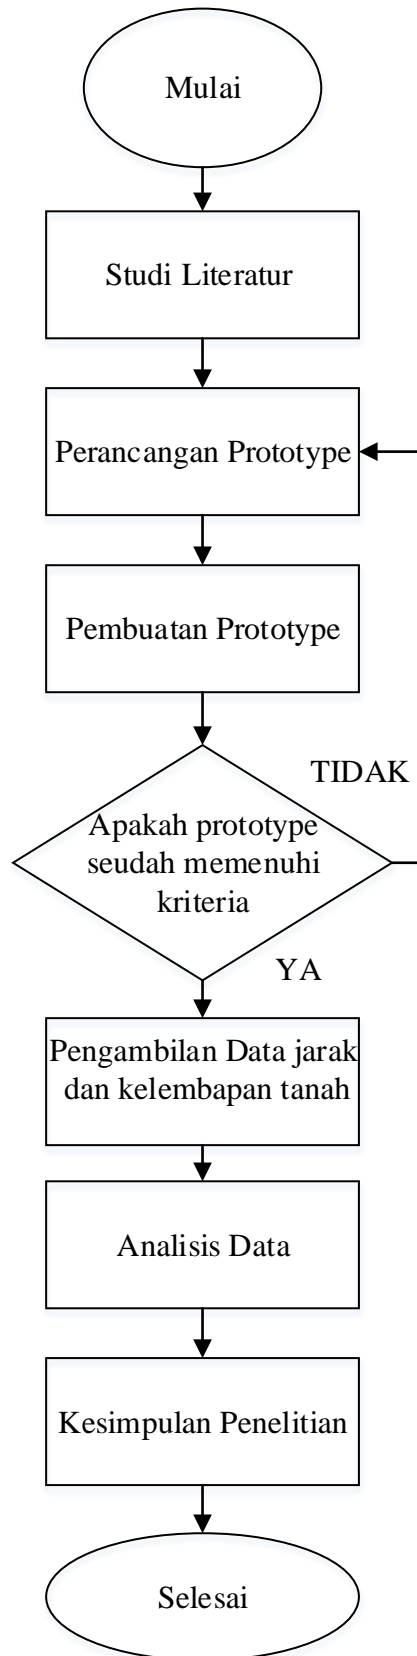 Mulai
Studi Literatur
Perancangan Prototype
Pembuatan Prototype
TIDAK
Apakah prototype
seudah memenuhi
kriteria
YA
Pengambilan Data jarak
dan kelembapan tanah
Analisis Data
Kesimpulan Penelitian
Selesai